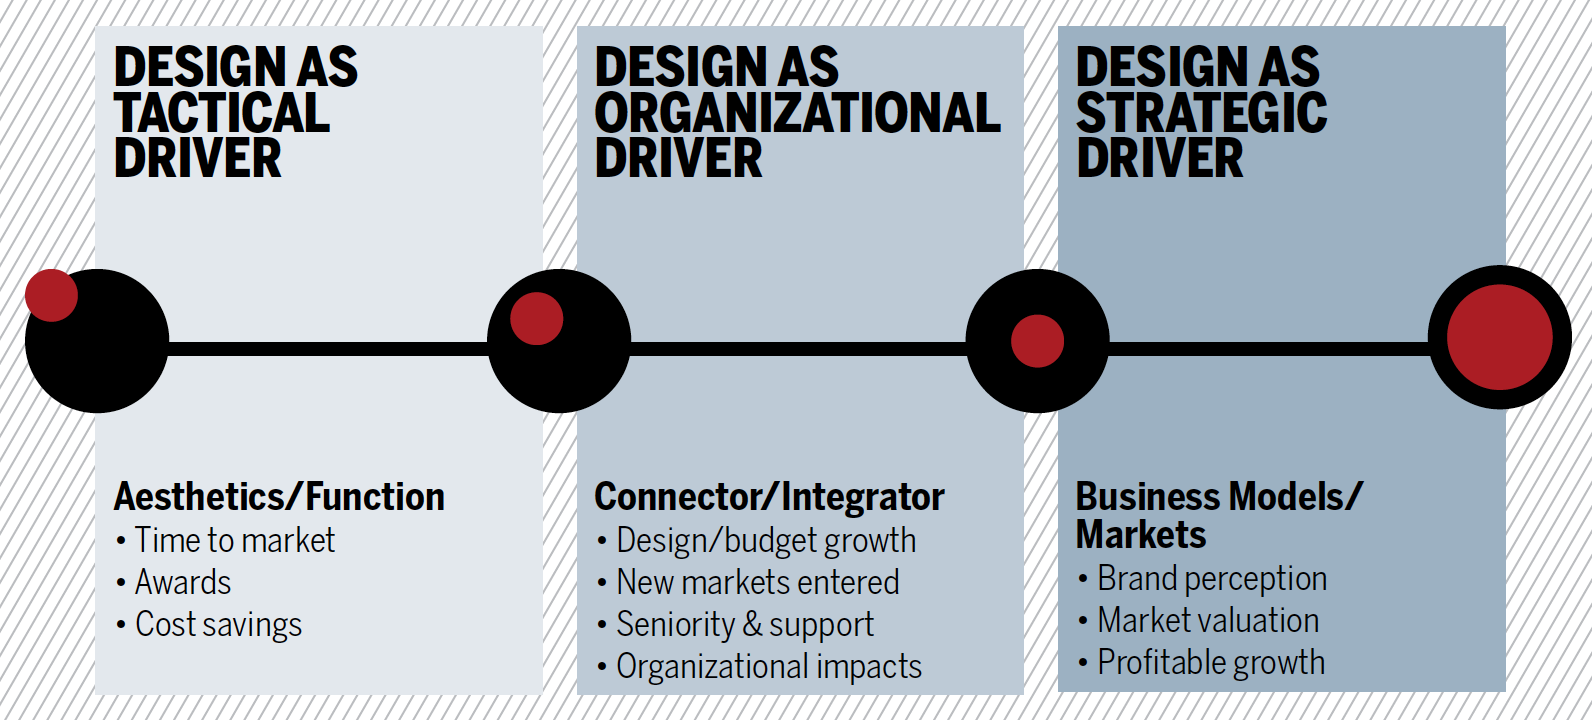 DESIGN AS
TACTICAL
DRIVER
Aesthetics/Function
• Time to market
• Awards
• Cost savings
DESIGN AS
ORGANIZATIONAL
DRIVER
Connector/Integrator
• Design/budget growth
• New markets entered
• Seniority & support
• Organizational impacts
DESIGN AS
STRATEGIC
DRIVER
Business Models/
Markets
• Brand perception
• Market valuation
• Profitable growth